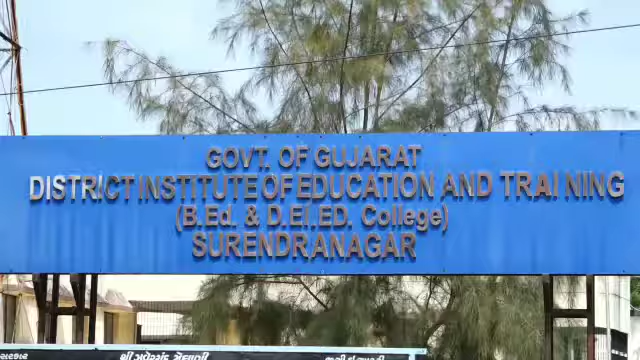 GOVT. OF GUJARAT
DISTRICT INSTITUTE OF EDUCATION AND TRAINING
(B.Ed. & D.El.ED. College)
SURENDRANAGAR